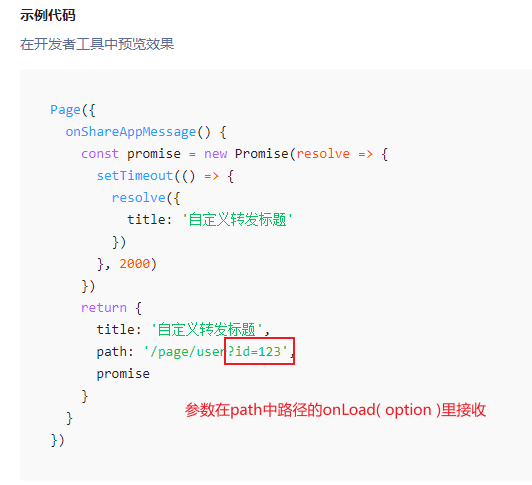 示例代码
在开发者工具中预览效果
Page({
  onShareAppMessage() {
    const promise = new Promise(resolve => {
      setTimeout(() => {
        resolve({
          title: '自定义转发标题'
        })
      }, 2000)
    })
    return {
      title: '自定义转发标题',
      path: '/page/user?id=123',
      promise
    }
  }
})
参数在path中路径的onLoad( option )里接收